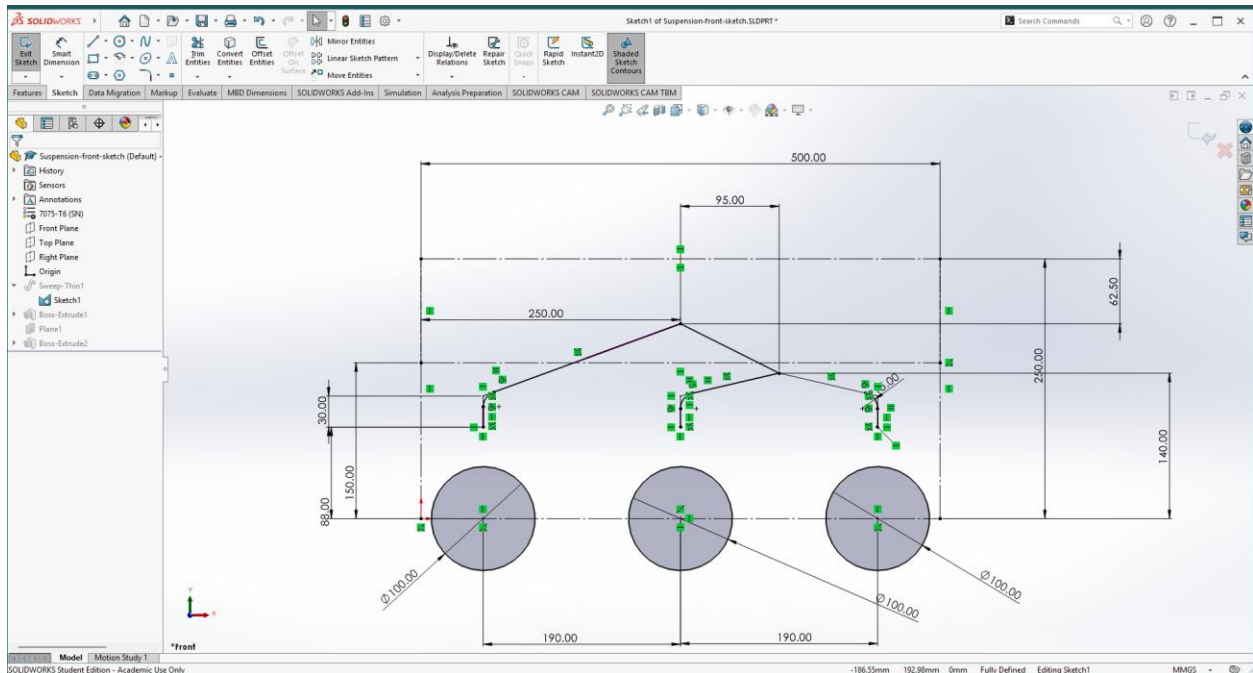 SOLIDWORKS
Sketch1 of Suspension-front-sketch.SLDPRT *
Search Commands
Exit Sketch
Smart Dimension
Trim Entities
Convert Entities
Offset Entities
Offset On Surface
Mirror Entities
Linear Sketch Pattern
Move Entities
Display/Delete Relations
Repair Sketch
Quick Snaps
Rapid Sketch
Instant2D
Shaded Sketch Contours
Features Sketch Data Migration Markup Evaluate MBD Dimensions SOLIDWORKS Add-Ins Simulation Analysis Preparation SOLIDWORKS CAM SOLIDWORKS CAM TBM
Suspension-front-sketch (Default)
History
Sensors
Annotations
7075-T6 (SN)
Front Plane
Top Plane
Right Plane
Origin
Sweep-Thin1
Sketch1
Boss-Extrude1
Plane1
Boss-Extrude2
500.00
95.00
62.50
250.00
250.00
30.00
150.00
88.00
140.00
Ø100.00
Ø100.00
Ø100.00
190.00
190.00
Y
X
*Front
Model Motion Study 1
SOLIDWORKS Student Edition - Academic Use Only
-186.55mm 192.98mm 0mm Fully Defined Editing Sketch1 MMGS